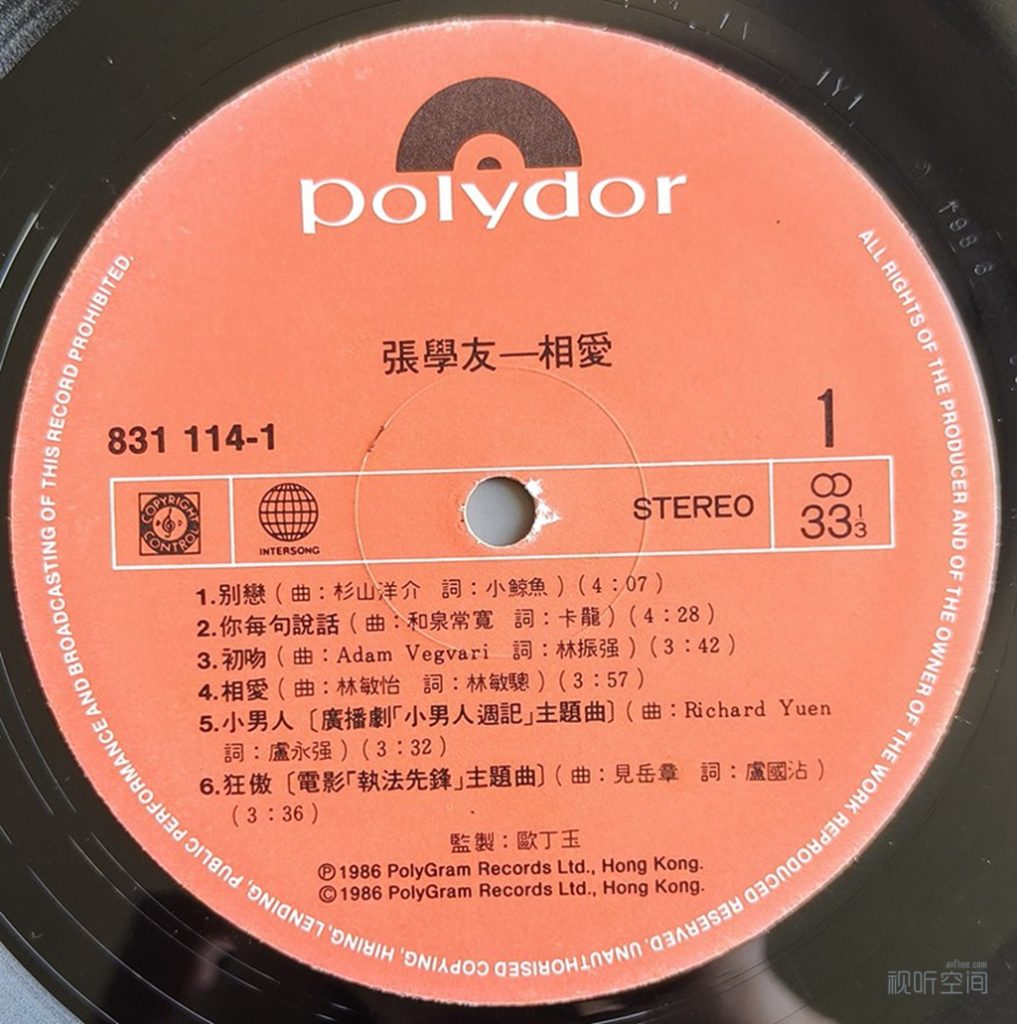 polydor
張學友—相愛
831 114-1
1
COPYRIGHT CONTROL
INTERSONG
STEREO
33 1/3
1.別戀(曲:杉山洋介 詞:小鯨魚)(4:07)
2.你每句說話(曲:和泉常寬 詞:卡龍)(4:28)
3.初吻(曲:Adam Vegvari 詞:林振强)(3:42)
4.相愛(曲:林敏怡 詞:林敏驄)(3:57)
5.小男人〔廣播劇「小男人週記」主題曲〕(曲:Richard Yuen
詞:盧永强)(3:32)
6.狂傲〔電影「執法先鋒」主題曲〕(曲:見岳章 詞:盧國沾)
(3:36)
監製:歐丁玉
Ⓟ1986 PolyGram Records Ltd., Hong Kong.
©1986 PolyGram Records Ltd., Hong Kong.
ALL RIGHTS OF THE PRODUCER AND OF THE OWNER OF THE WORK REPRODUCED RESERVED. UNAUTHORISED COPYING, HIRING, LENDING, PUBLIC PERFORMANCE AND BROADCASTING OF THIS RECORD PROHIBITED.
1Y1
1986
avfline.com
视听空间